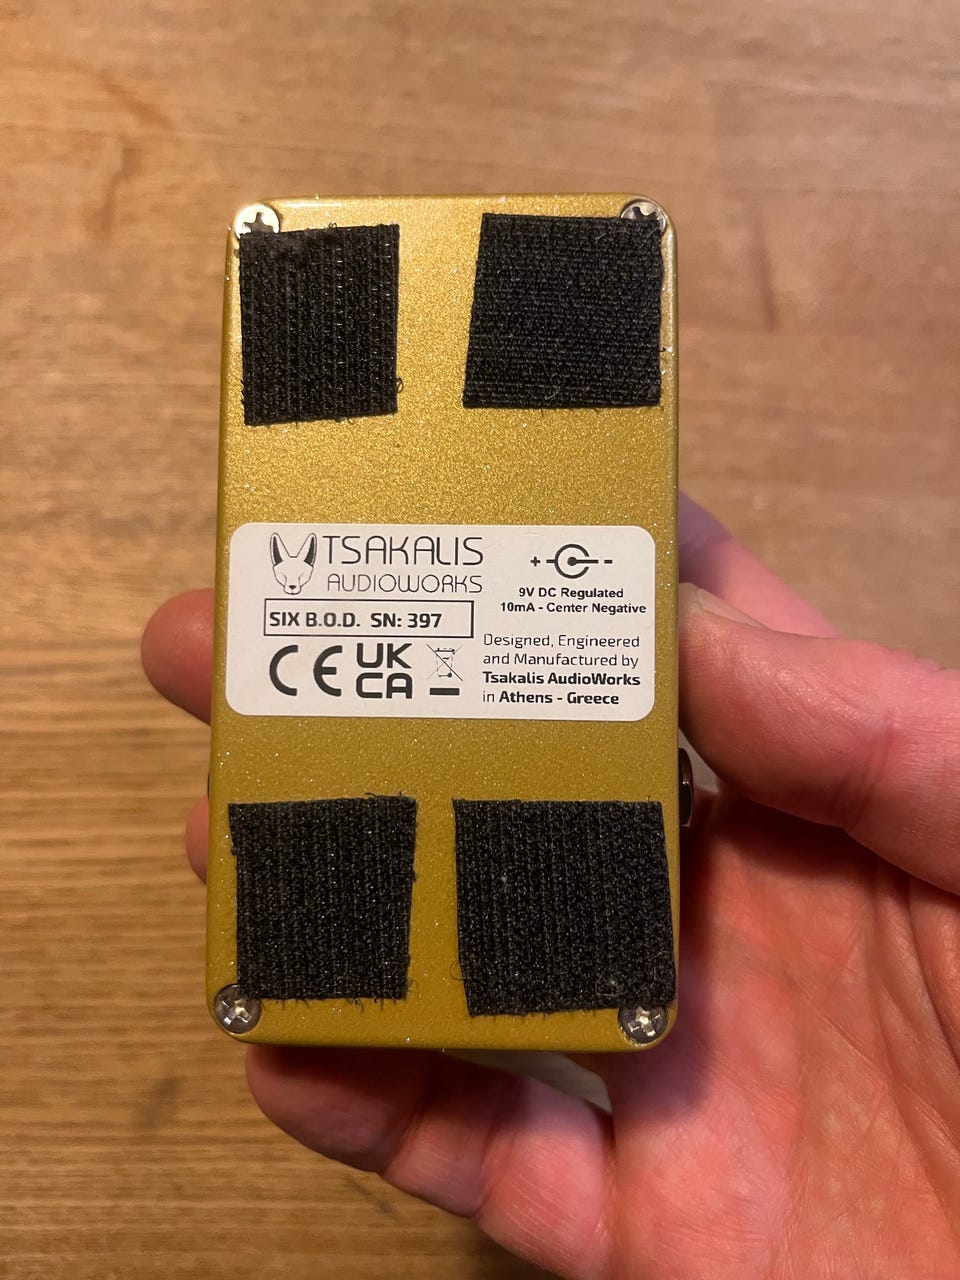 TSAKALIS
AUDIOWORKS
SIX B.O.D. SN: 397
CE UK
CA
+ -
9V DC Regulated
10mA - Center Negative
Designed, Engineered
and Manufactured by
Tsakalis AudioWorks
in Athens - Greece